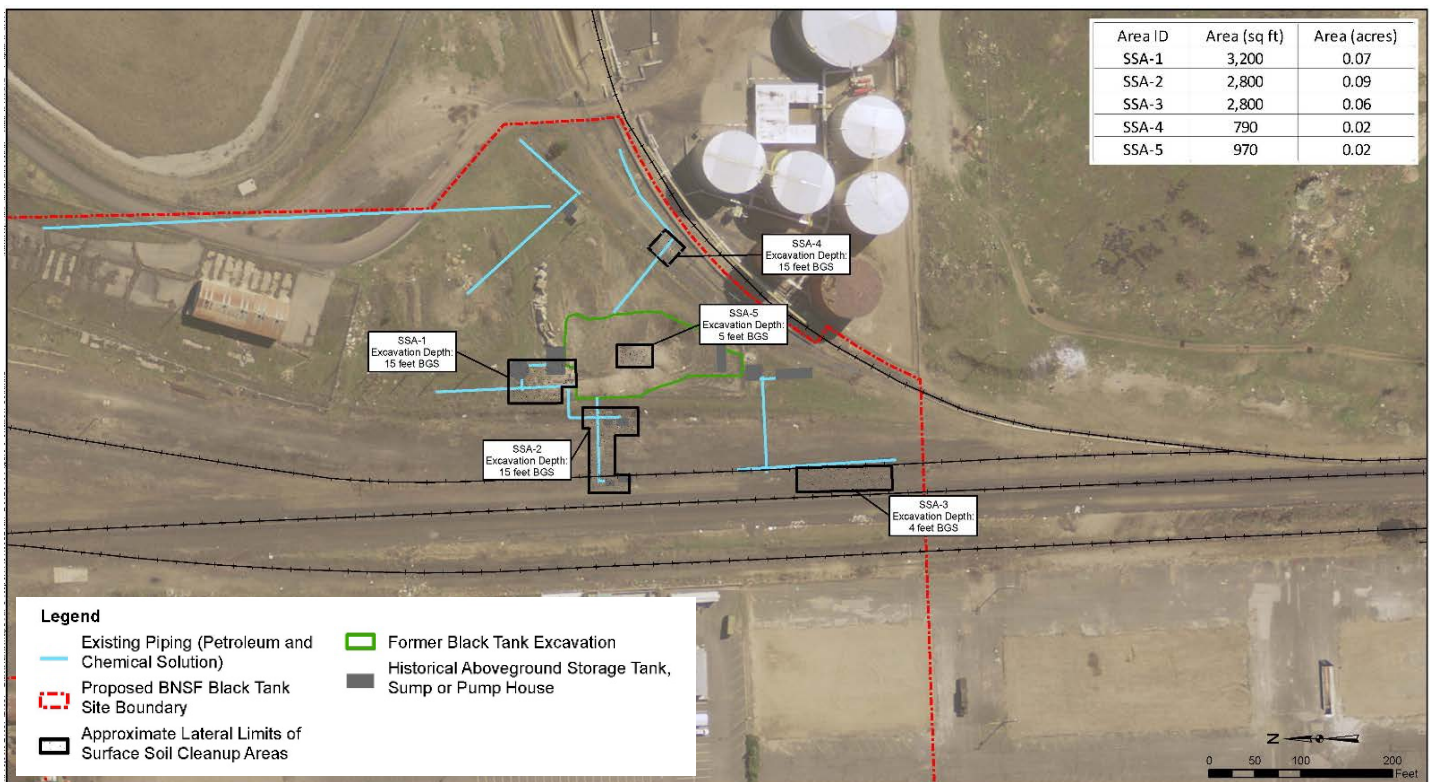 Area ID Area (sq ft) Area (acres)
SSA-1 3,200 0.07
SSA-2 2,800 0.09
SSA-3 2,800 0.06
SSA-4 790 0.02
SSA-5 970 0.02
SSA-4
Excavation Depth:
15 feet BGS
SSA-5
Excavation Depth:
5 feet BGS
SSA-1
Excavation Depth:
15 feet BGS
SSA-2
Excavation Depth:
15 feet BGS
SSA-3
Excavation Depth:
4 feet BGS
Legend
Existing Piping (Petroleum and
Chemical Solution)
Proposed BNSF Black Tank
Site Boundary
Approximate Lateral Limits of
Surface Soil Cleanup Areas
Former Black Tank Excavation
Historical Aboveground Storage Tank,
Sump or Pump House
N
0 50 100 200
Feet